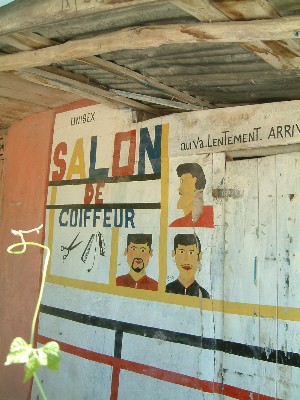 UNISEX
SALON
DE
COIFFEUR
QUI VA LENTEMENT ARRIV